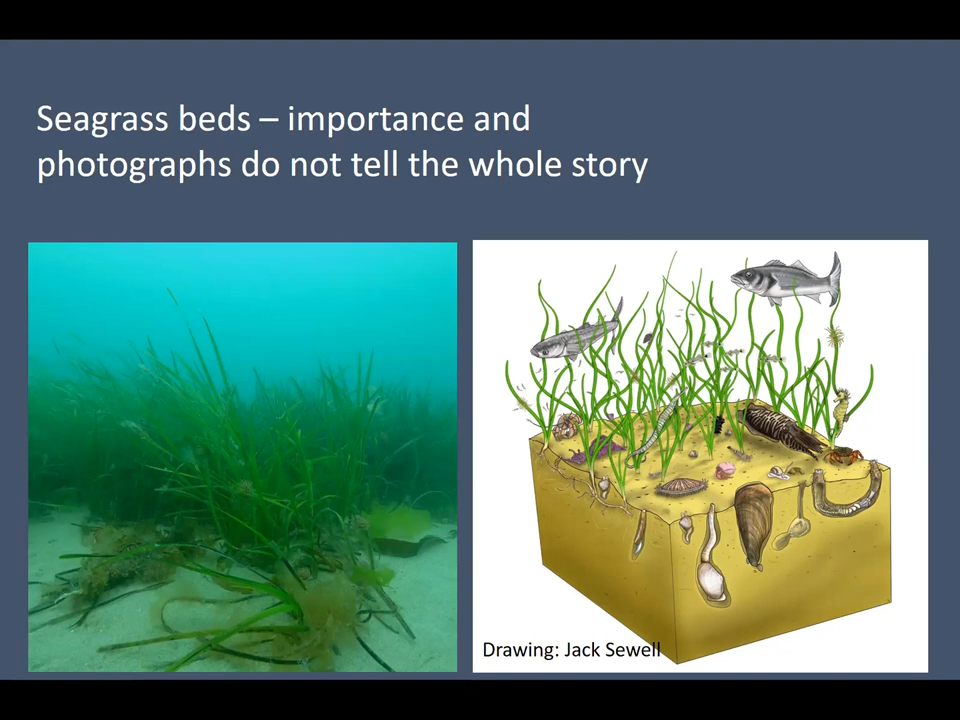 Seagrass beds – importance and
photographs do not tell the whole story
Drawing: Jack Sewell